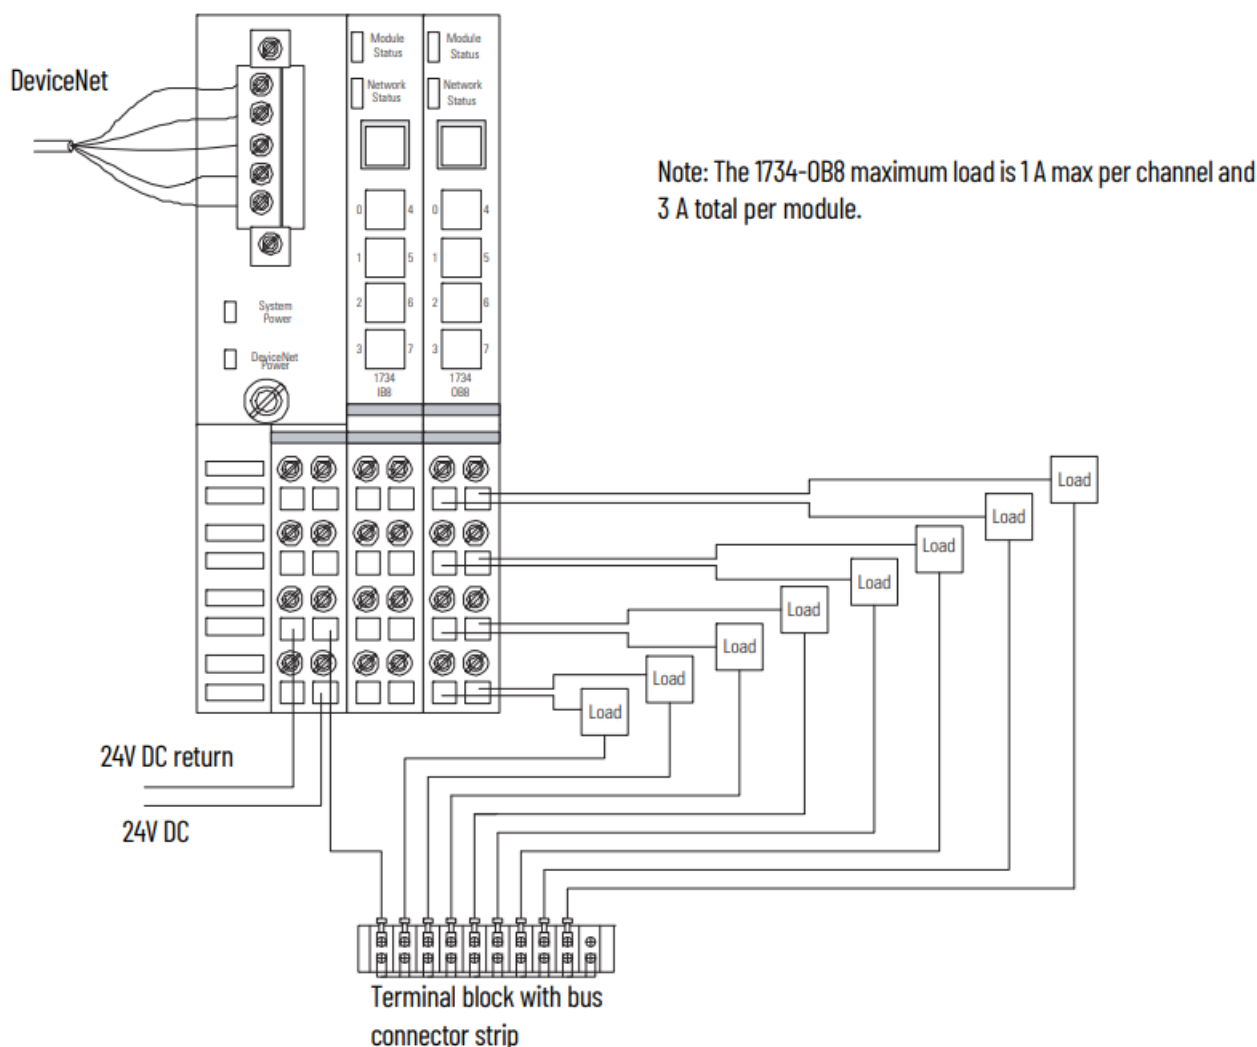 DeviceNet
Module
Status
Module
Status
Network
Status
Network
Status
Note: The 1734-OB8 maximum load is 1 A max per channel and
3 A total per module.
0 4 0 4
1 5 1 5
2 6 2 6
3 7 3 7
System
Power
DeviceNet
Power
1734
IB8
1734
OB8
Load
Load
Load
Load
Load
Load
Load
Load
24V DC return
24V DC
Terminal block with bus
connector strip